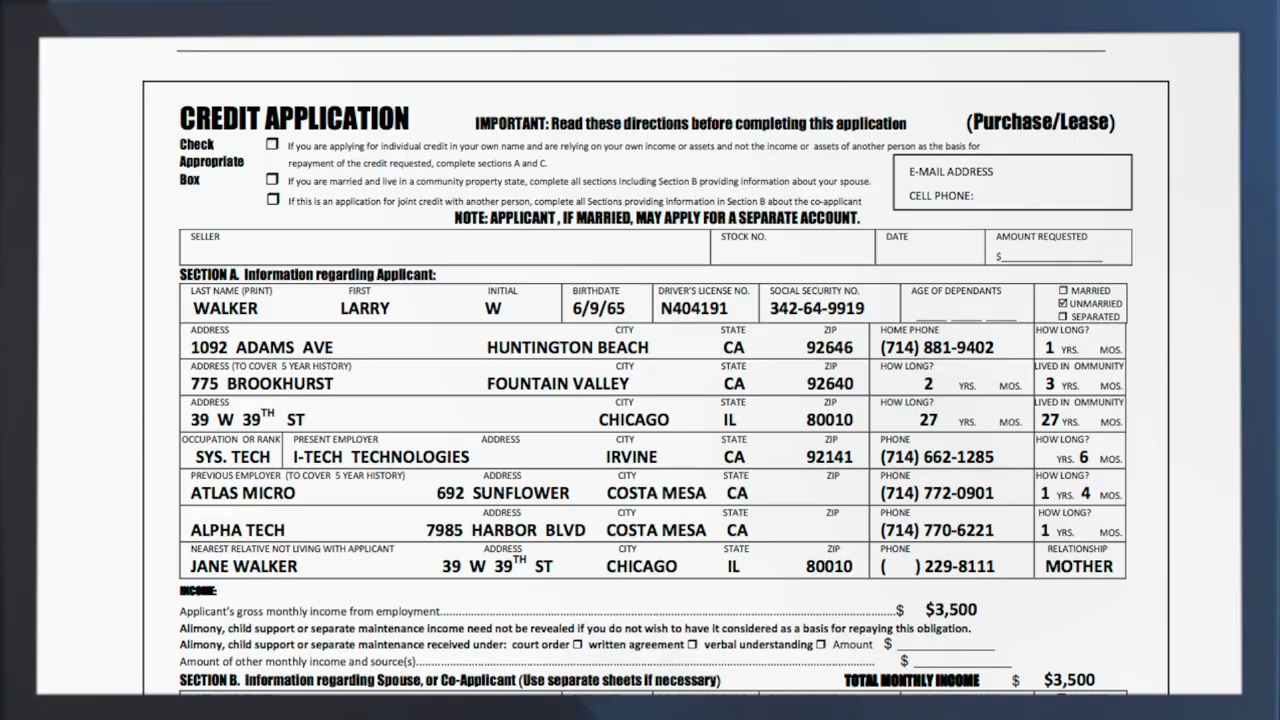 CREDIT APPLICATION IMPORTANT: Read these directions before completing this application (Purchase/Lease)
Check If you are applying for individual credit in your own name and are relying on your own income or assets and not the income or assets of another person as the basis for
Appropriate repayment of the credit requested, complete sections A and C.
Box If you are married and live in a community property state, complete all sections including Section B providing information about your spouse.
If this is an application for joint credit with another person, complete all Sections providing information in Section B about the co-applicant
E-MAIL ADDRESS
CELL PHONE:
NOTE: APPLICANT, IF MARRIED, MAY APPLY FOR A SEPARATE ACCOUNT.
SELLER STOCK NO. DATE AMOUNT REQUESTED
$
SECTION A. Information regarding Applicant:
LAST NAME (PRINT) FIRST INITIAL BIRTHDATE DRIVER'S LICENSE NO. SOCIAL SECURITY NO. AGE OF DEPENDANTS MARRIED
WALKER LARRY W 6/9/65 N404191 342-64-9919 UNMARRIED
SEPARATED
ADDRESS CITY STATE ZIP HOME PHONE HOW LONG?
1092 ADAMS AVE HUNTINGTON BEACH CA 92646 (714) 881-9402 1 YRS. MOS.
ADDRESS (TO COVER 5 YEAR HISTORY) CITY STATE ZIP HOW LONG? LIVED IN OMMUNITY
775 BROOKHURST FOUNTAIN VALLEY CA 92640 2 YRS. MOS. 3 YRS. MOS.
ADDRESS CITY STATE ZIP HOW LONG? LIVED IN OMMUNITY
39 W 39TH ST CHICAGO IL 80010 27 YRS. MOS. 27 YRS. MOS.
OCCUPATION OR RANK PRESENT EMPLOYER ADDRESS CITY STATE ZIP PHONE HOW LONG?
SYS. TECH I-TECH TECHNOLOGIES IRVINE CA 92141 (714) 662-1285 YRS. 6 MOS.
PREVIOUS EMPLOYER (TO COVER 5 YEAR HISTORY) ADDRESS CITY STATE ZIP PHONE HOW LONG?
ATLAS MICRO 692 SUNFLOWER COSTA MESA CA (714) 772-0901 1 YRS. 4 MOS.
ADDRESS CITY STATE ZIP PHONE HOW LONG?
ALPHA TECH 7985 HARBOR BLVD COSTA MESA CA (714) 770-6221 1 YRS. MOS.
NEAREST RELATIVE NOT LIVING WITH APPLICANT ADDRESS CITY STATE ZIP PHONE RELATIONSHIP
JANE WALKER 39 W 39TH ST CHICAGO IL 80010 ( ) 229-8111 MOTHER
INCOME:
Applicant's gross monthly income from employment $ $3,500
Alimony, child support or separate maintenance income need not be revealed if you do not wish to have it considered as a basis for repaying this obligation.
Alimony, child support or separate maintenance received under: court order written agreement verbal understanding Amount $
Amount of other monthly income and source(s) $
SECTION B. Information regarding Spouse, or Co-Applicant (Use separate sheets if necessary) TOTAL MONTHLY INCOME $ $3,500